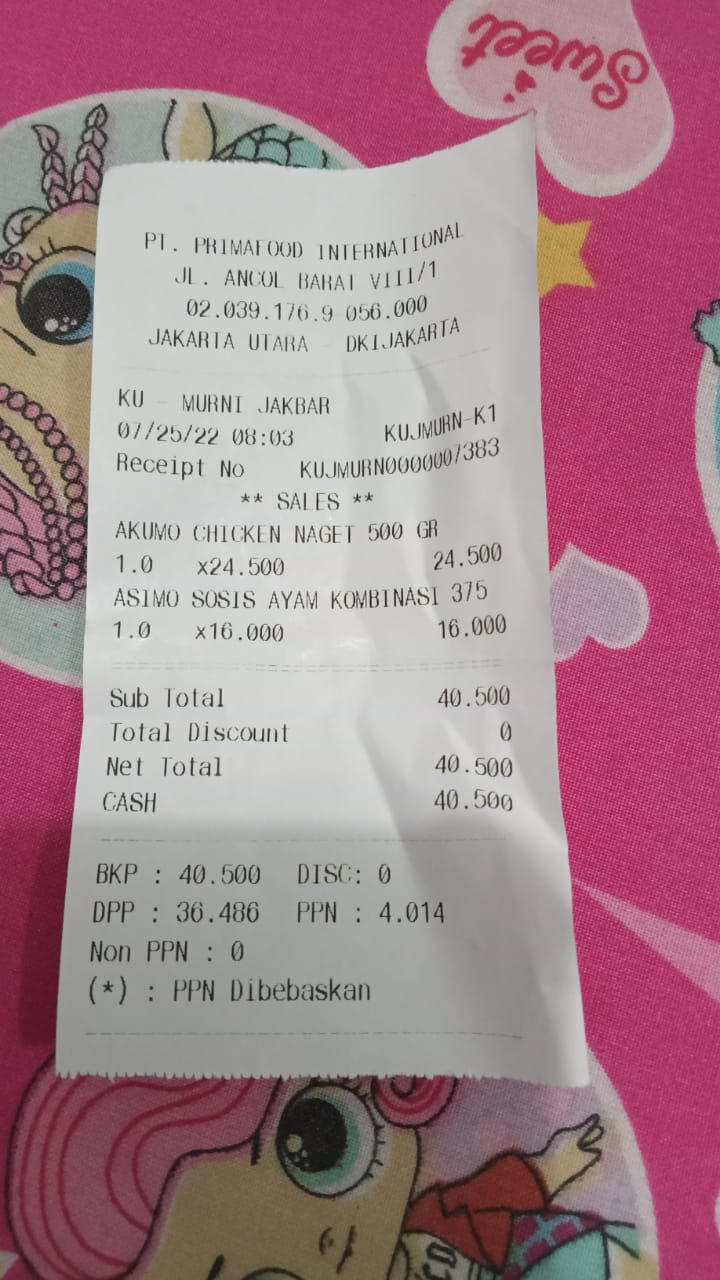 Sweet
PT. PRIMAFOOD INTERNATIONAL
JL. ANCOL BARAT VIII/1
02.039.176.9 056.000
JAKARTA UTARA DKIJAKARTA
KU - MURNI JAKBAR
07/25/22 08:03 KUJMURN-K1
Receipt No KUJMURN0000007383
** SALES **
AKUMO CHICKEN NAGET 500 GR
1.0 x24.500 24.500
ASIMO SOSIS AYAM KOMBINASI 375
1.0 x16.000 16.000
Sub Total 40.500
Total Discount 0
Net Total 40.500
CASH 40.500
BKP : 40.500 DISC: 0
DPP : 36.486 PPN : 4.014
Non PPN : 0
(*) : PPN Dibebaskan